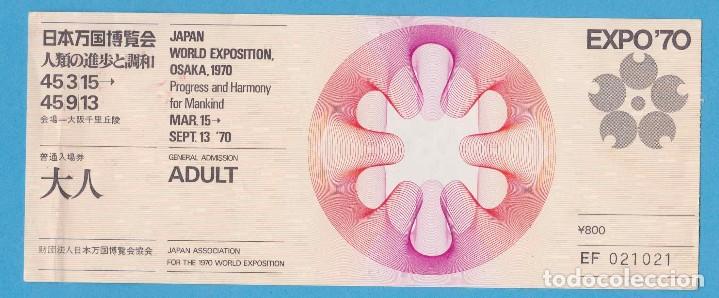 日本万国博覧会
人類の進歩と調和
45 3|15→
45 9|13
会場─大阪千里丘陵
普通入場券
大人
財団法人日本万国博覧会協会
JAPAN
WORLD EXPOSITION,
OSAKA, 1970
Progress and Harmony
for Mankind
MAR. 15→
SEPT. 13 '70
GENERAL ADMISSION
ADULT
JAPAN ASSOCIATION
FOR THE 1970 WORLD EXPOSITION
EXPO'70
¥800
EF 021021
todocoleccion.net